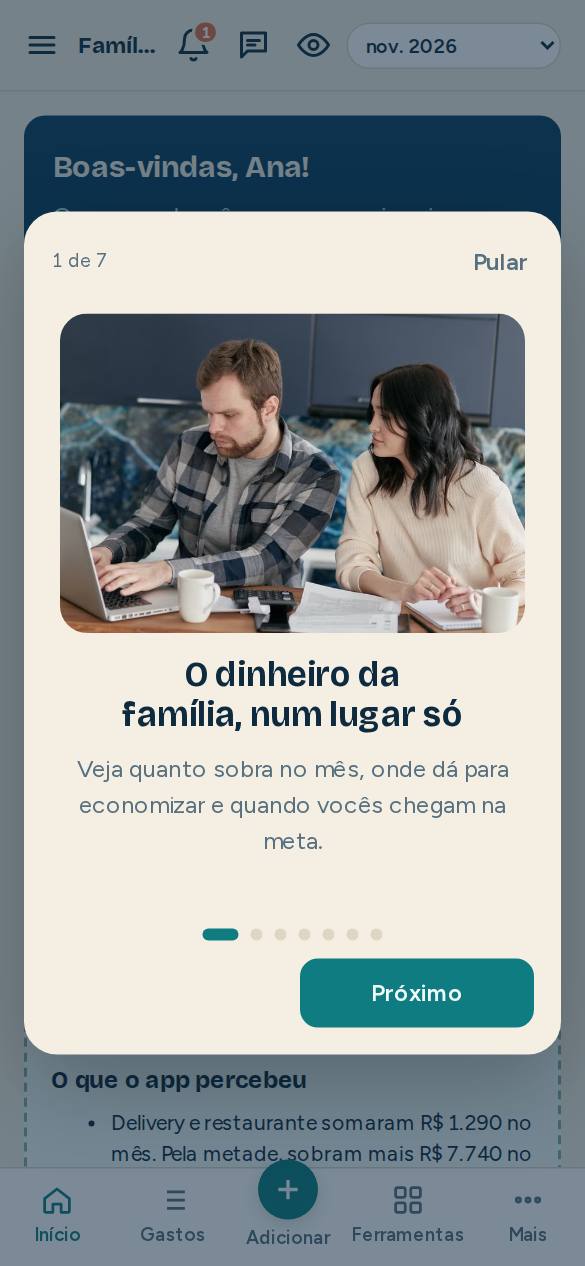 Famíl...
1
nov. 2026
Boas-vindas, Ana!
1 de 7
Pular
O dinheiro da
família, num lugar só
Veja quanto sobra no mês, onde dá para
economizar e quando vocês chegam na
meta.
Próximo
O que o app percebeu
• Delivery e restaurante somaram R$ 1.290 no
mês. Pela metade, sobram mais R$ 7.740 no
Início
Gastos
Adicionar
Ferramentas
Mais